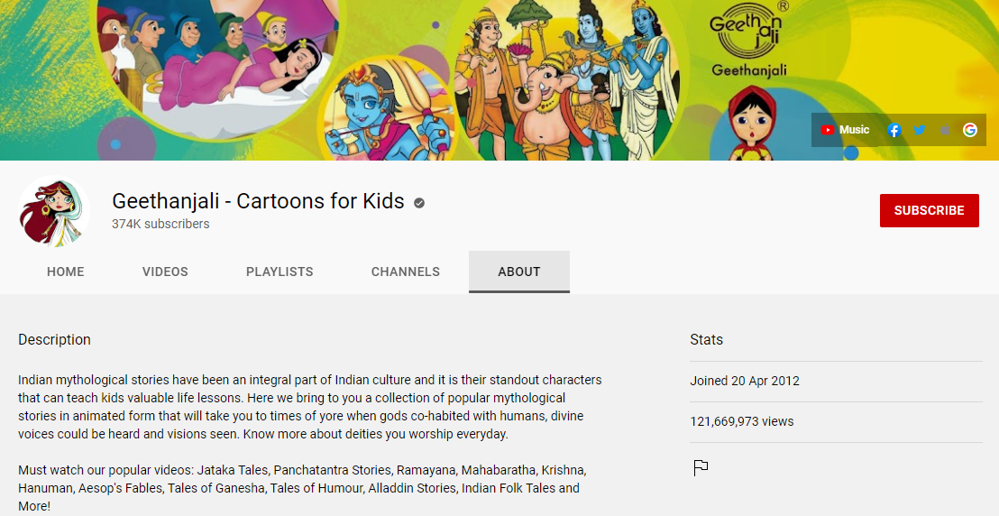 Geethnjali
Geethanjali
Music
Geethanjali - Cartoons for Kids
374K subscribers
SUBSCRIBE
HOME VIDEOS PLAYLISTS CHANNELS ABOUT
Description
Stats
Indian mythological stories have been an integral part of Indian culture and it is their standout characters
that can teach kids valuable life lessons. Here we bring to you a collection of popular mythological
stories in animated form that will take you to times of yore when gods co-habited with humans, divine
voices could be heard and visions seen. Know more about deities you worship everyday.
Must watch our popular videos: Jataka Tales, Panchatantra Stories, Ramayana, Mahabaratha, Krishna,
Hanuman, Aesop's Fables, Tales of Ganesha, Tales of Humour, Alladdin Stories, Indian Folk Tales and
More!
Joined 20 Apr 2012
121,669,973 views